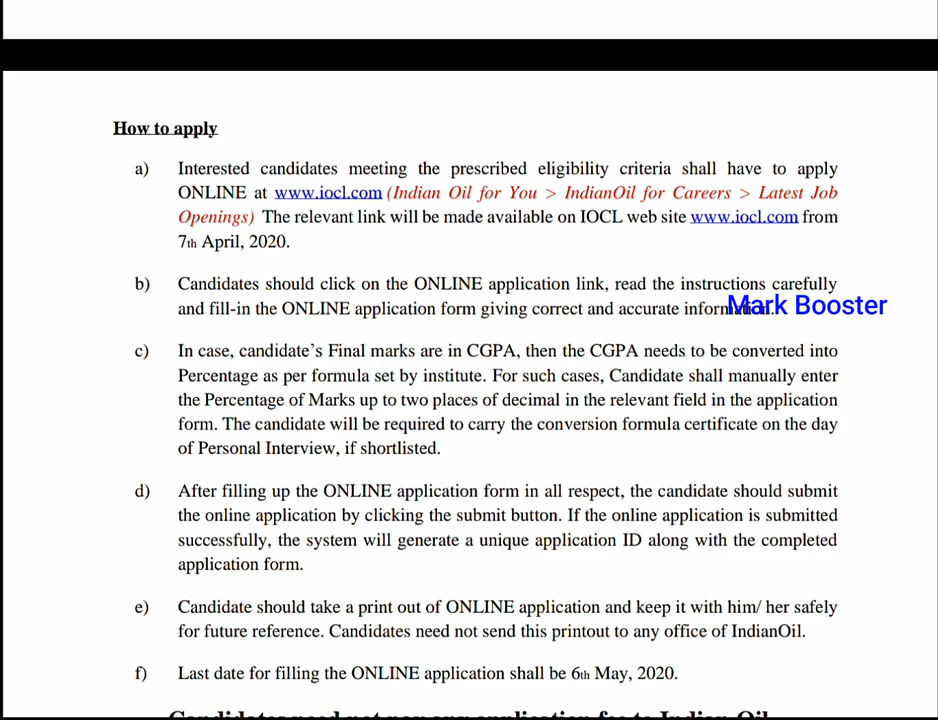 How to apply
a) Interested candidates meeting the prescribed eligibility criteria shall have to apply
ONLINE at www.iocl.com (Indian Oil for You > IndianOil for Careers > Latest Job
Openings) The relevant link will be made available on IOCL web site www.iocl.com from
7th April, 2020.
b) Candidates should click on the ONLINE application link, read the instructions carefully
and fill-in the ONLINE application form giving correct and accurate information.
Mark Booster
c) In case, candidate’s Final marks are in CGPA, then the CGPA needs to be converted into
Percentage as per formula set by institute. For such cases, Candidate shall manually enter
the Percentage of Marks up to two places of decimal in the relevant field in the application
form. The candidate will be required to carry the conversion formula certificate on the day
of Personal Interview, if shortlisted.
d) After filling up the ONLINE application form in all respect, the candidate should submit
the online application by clicking the submit button. If the online application is submitted
successfully, the system will generate a unique application ID along with the completed
application form.
e) Candidate should take a print out of ONLINE application and keep it with him/ her safely
for future reference. Candidates need not send this printout to any office of IndianOil.
f) Last date for filling the ONLINE application shall be 6th May, 2020.
Candidates need not pay any application fee to Indian Oil